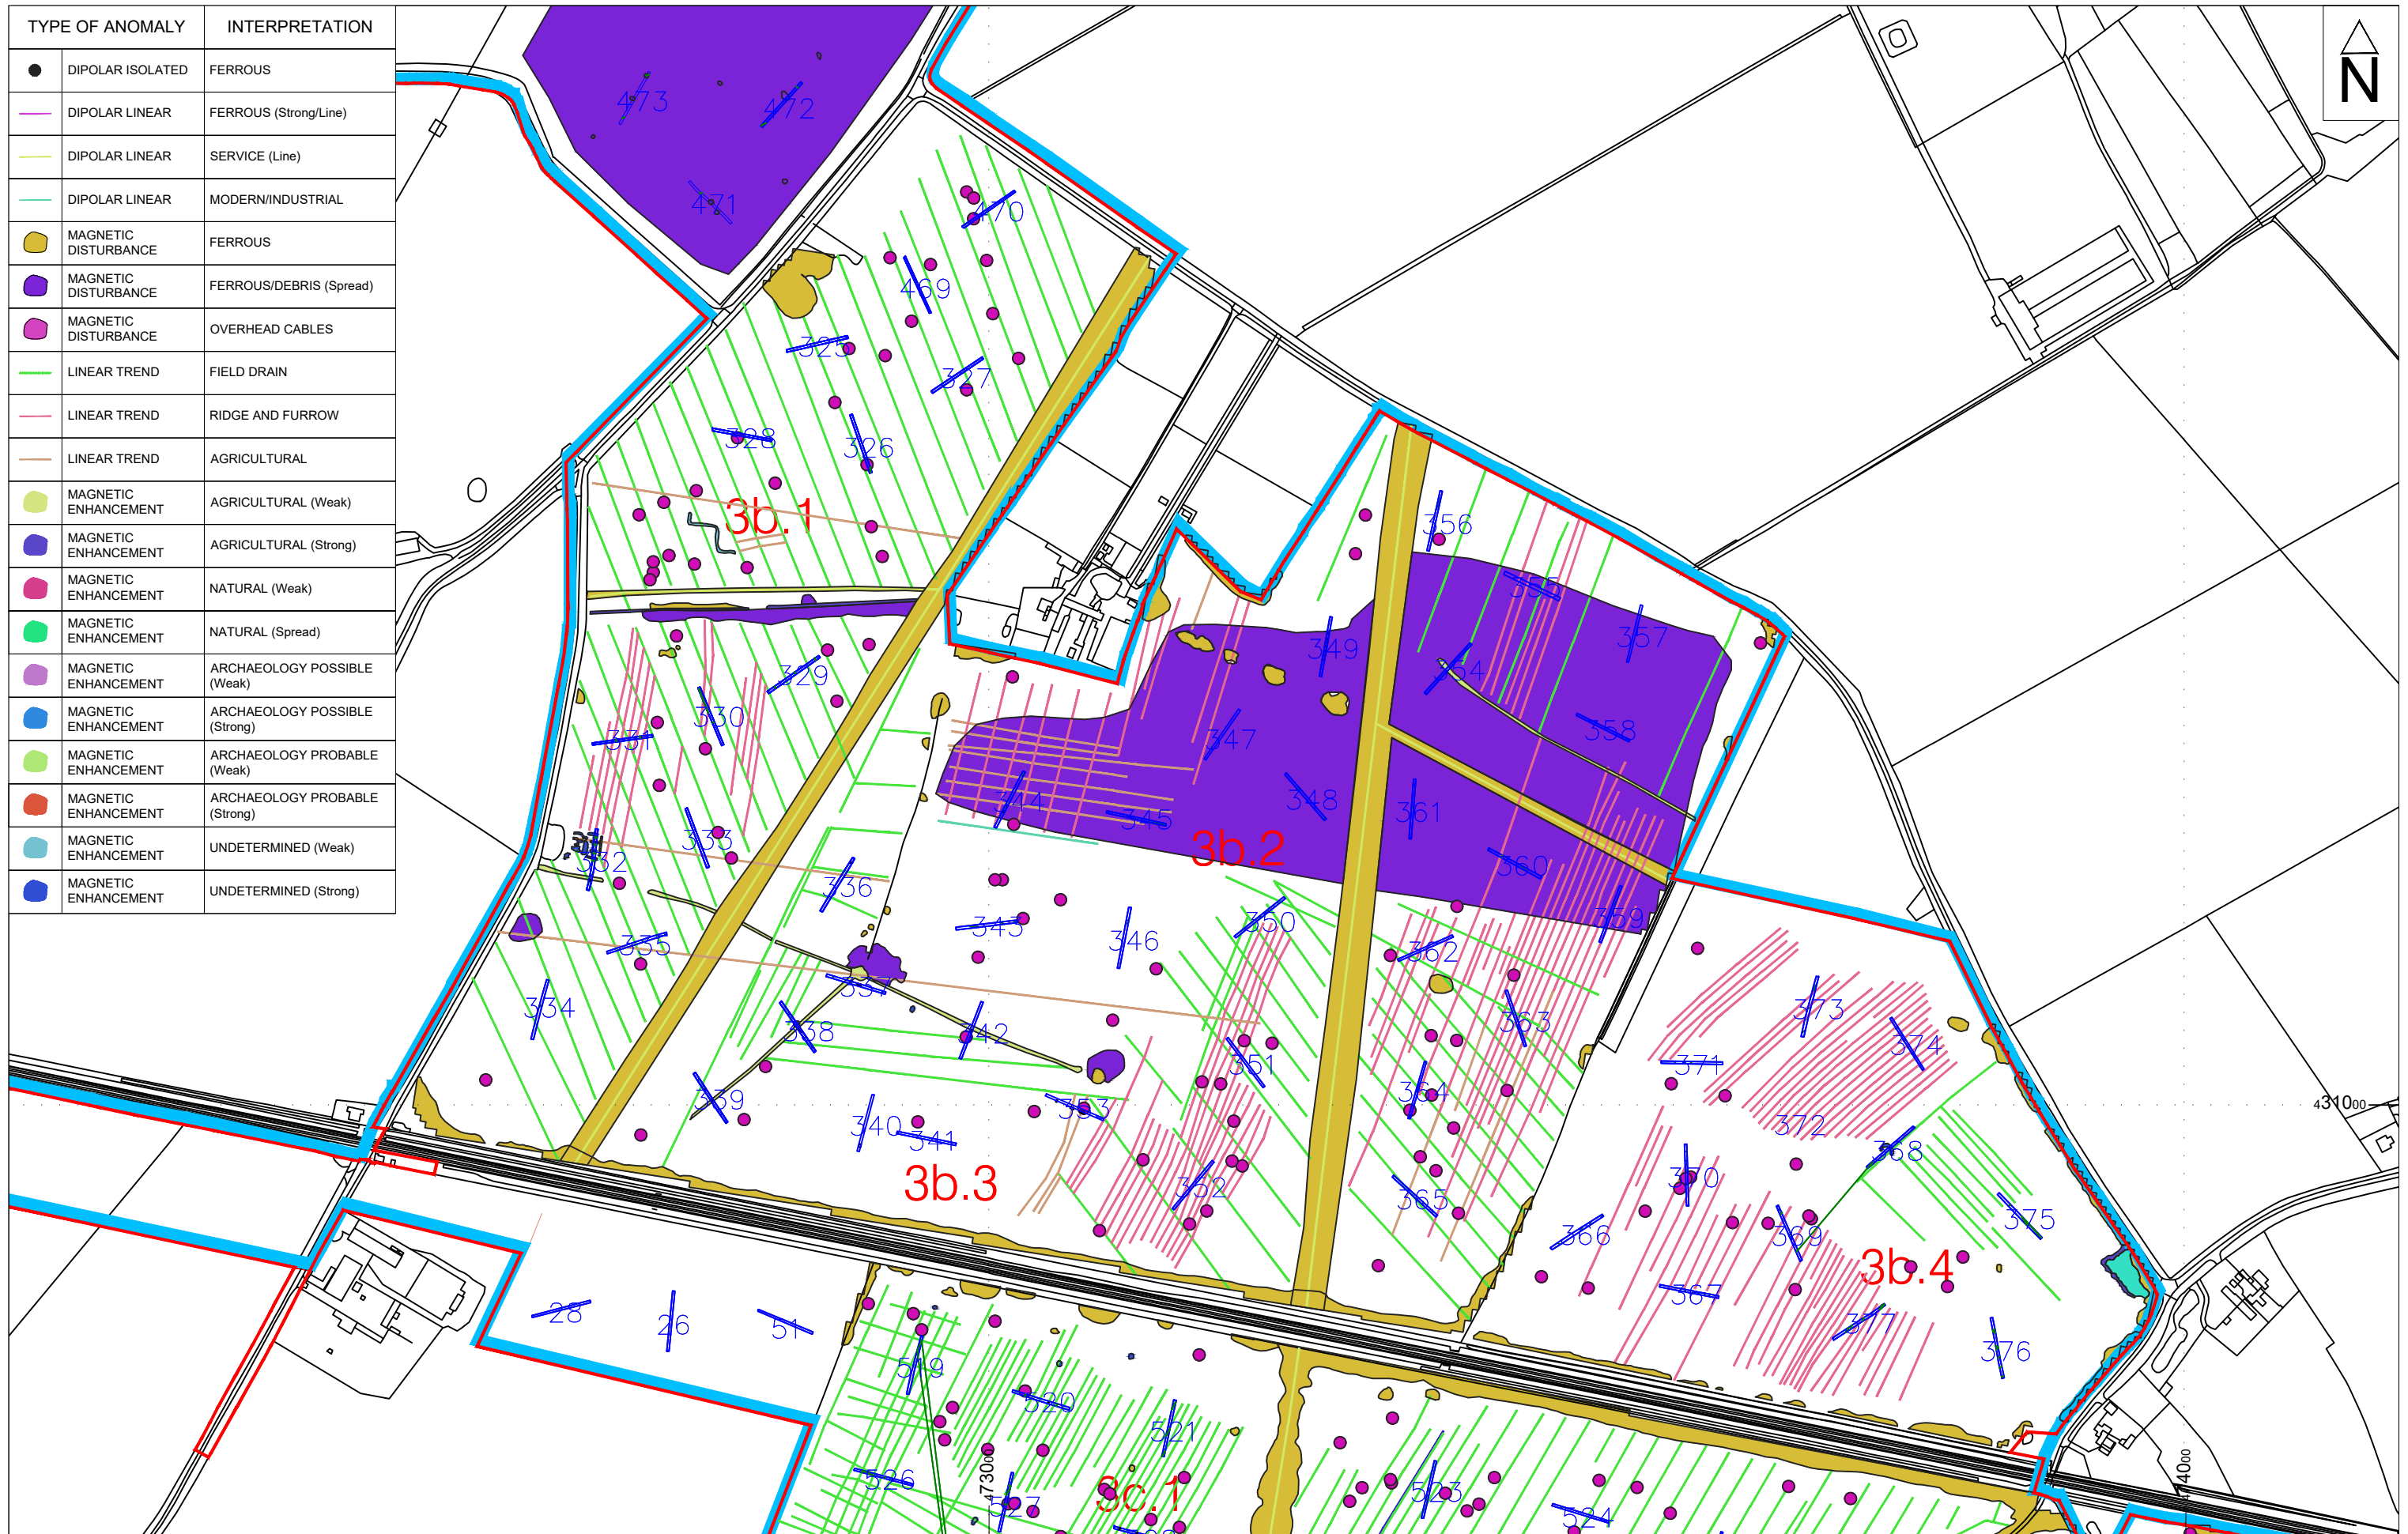 TYPE OF ANOMALY INTERPRETATION
DIPOLAR ISOLATED FERROUS
DIPOLAR LINEAR FERROUS (Strong/Line)
DIPOLAR LINEAR SERVICE (Line)
DIPOLAR LINEAR MODERN/INDUSTRIAL
MAGNETIC
DISTURBANCE FERROUS
MAGNETIC
DISTURBANCE FERROUS/DEBRIS (Spread)
MAGNETIC
DISTURBANCE OVERHEAD CABLES
LINEAR TREND FIELD DRAIN
LINEAR TREND RIDGE AND FURROW
LINEAR TREND AGRICULTURAL
MAGNETIC
ENHANCEMENT AGRICULTURAL (Weak)
MAGNETIC
ENHANCEMENT AGRICULTURAL (Strong)
MAGNETIC
ENHANCEMENT NATURAL (Weak)
MAGNETIC
ENHANCEMENT NATURAL (Spread)
MAGNETIC ARCHAEOLOGY POSSIBLE
ENHANCEMENT (Weak)
MAGNETIC ARCHAEOLOGY POSSIBLE
ENHANCEMENT (Strong)
MAGNETIC ARCHAEOLOGY PROBABLE
ENHANCEMENT (Weak)
MAGNETIC ARCHAEOLOGY PROBABLE
ENHANCEMENT (Strong)
MAGNETIC
ENHANCEMENT UNDETERMINED (Weak)
MAGNETIC
ENHANCEMENT UNDETERMINED (Strong)
N
473
472
471
470
469
325
327
328
326
3b.1
356
355
357
349
354
329
330
331
347
358
344
345
348
361
3b.2
332
333
336
360
350
359
343
346
362
335
337
334
338
342
351
363
373
374
371
339
340
341
353
364
372
368
431000
3b.3
352
365
370
366
369
375
367
3b.4
377
376
28
26
51
519
520
521
526
527
3c.1
523
524
473000
474000